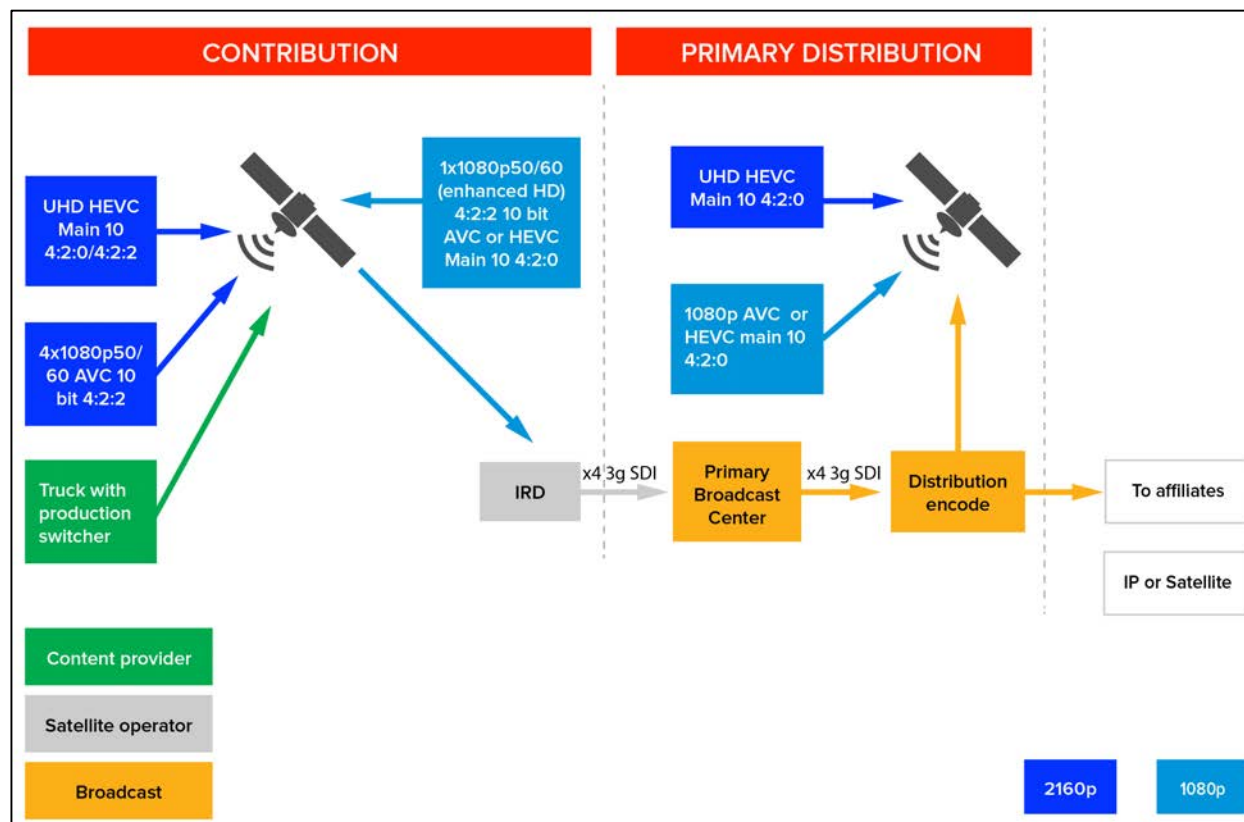 CONTRIBUTION
PRIMARY DISTRIBUTION
UHD HEVC
Main 10
4:2:0/4:2:2
1x1080p50/60
(enhanced HD)
4:2:2 10 bit
AVC or HEVC
Main 10 4:2:0
UHD HEVC
Main 10 4:2:0
4x1080p50/
60 AVC 10
bit 4:2:2
1080p AVC or
HEVC main 10
4:2:0
Truck with
production
switcher
IRD
x4 3g SDI
Primary
Broadcast
Center
x4 3g SDI
Distribution
encode
To affiliates
IP or Satellite
Content provider
Satellite operator
Broadcast
2160p
1080p